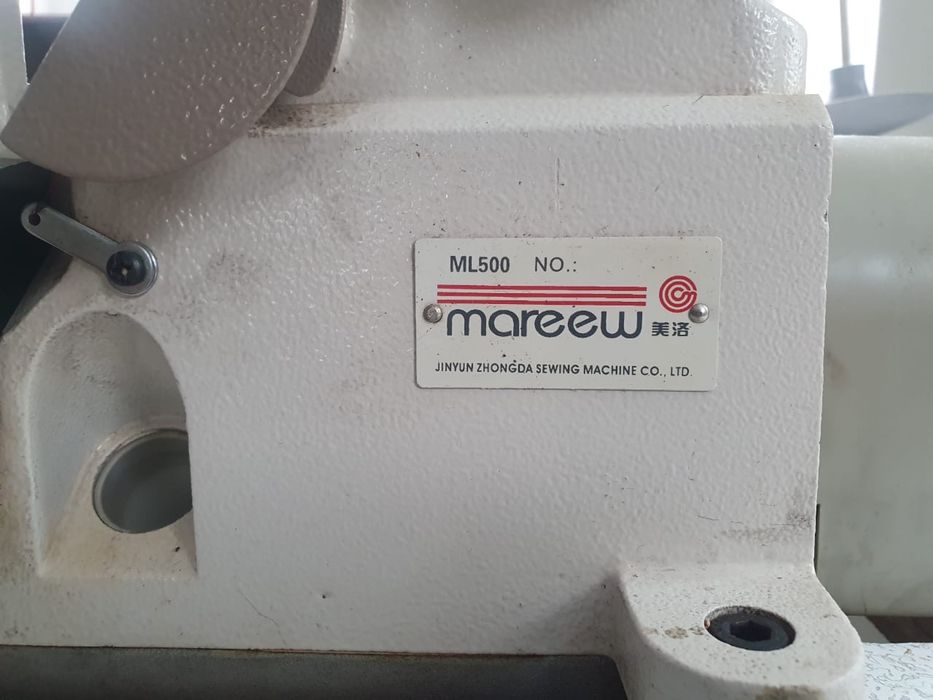 ML500 NO.:
mareew 美洛
JINYUN ZHONGDA SEWING MACHINE CO., LTD.